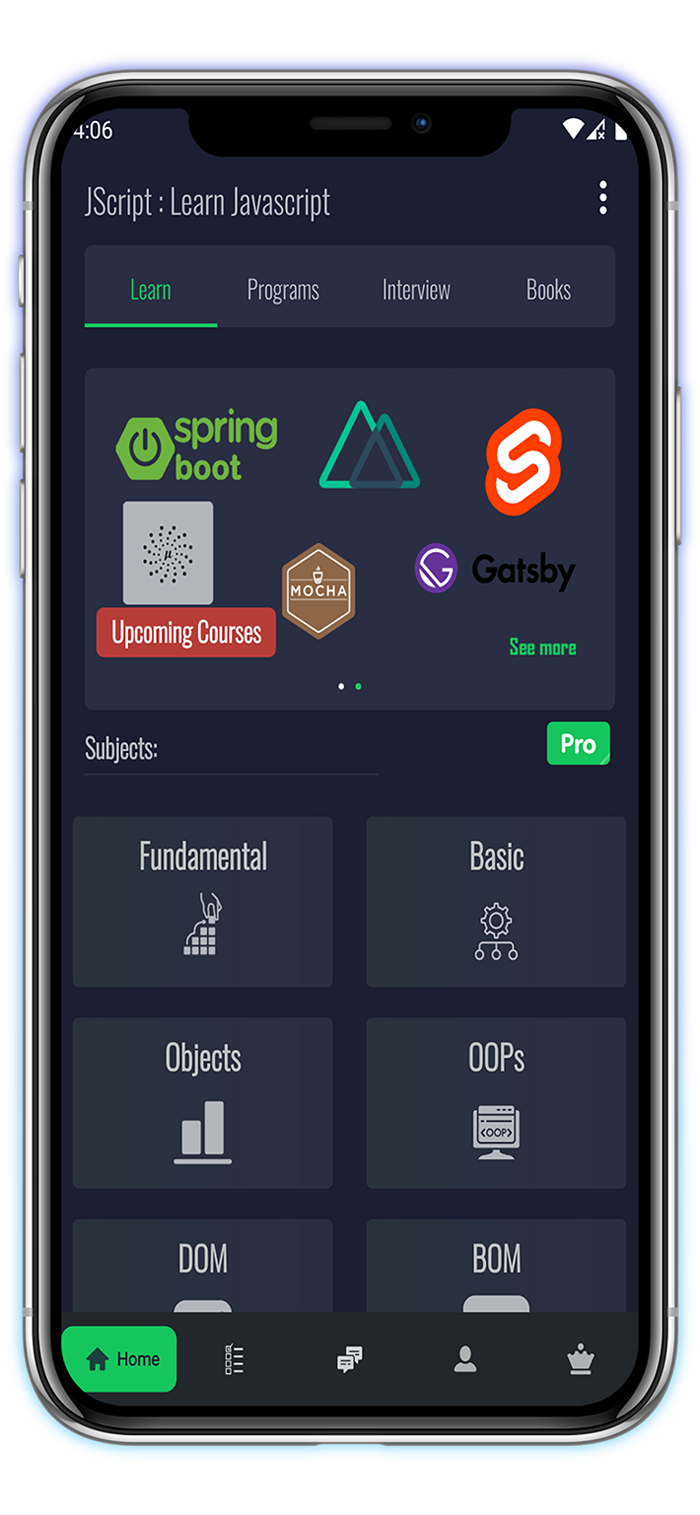 4:06
JScript : Learn Javascript
Learn Programs Interview Books
spring
boot
μ
MOCHA
Gatsby
Upcoming Courses
See more
Subjects:
Pro
Fundamental Basic
Objects OOPs
<OOP>
DOM BOM
Home